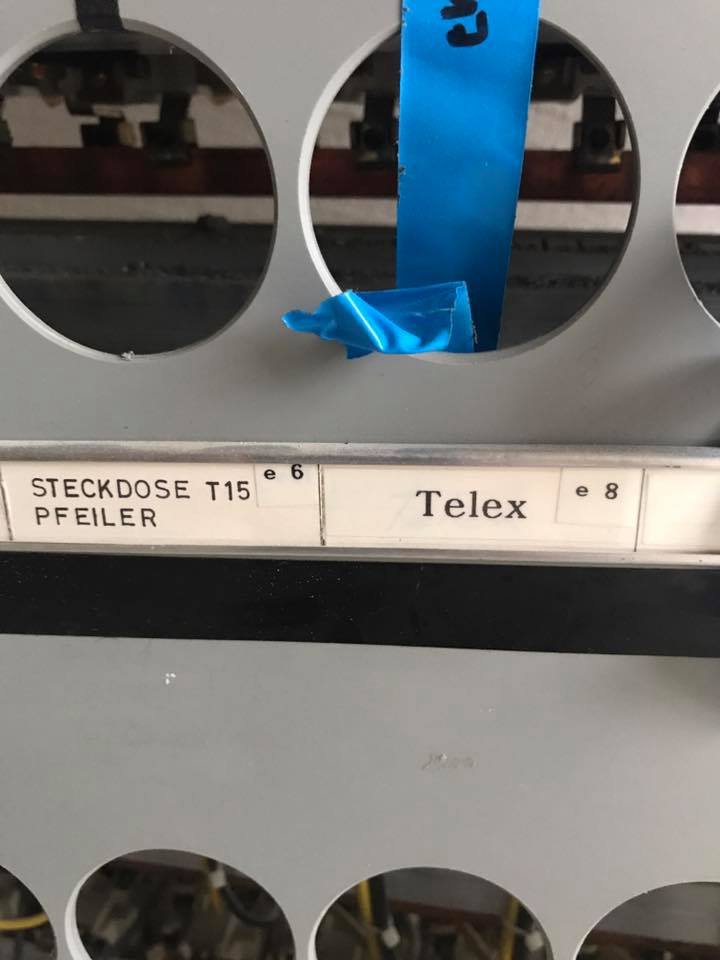 STECKDOSE T15
PFEILER
e 6
Telex
e 8